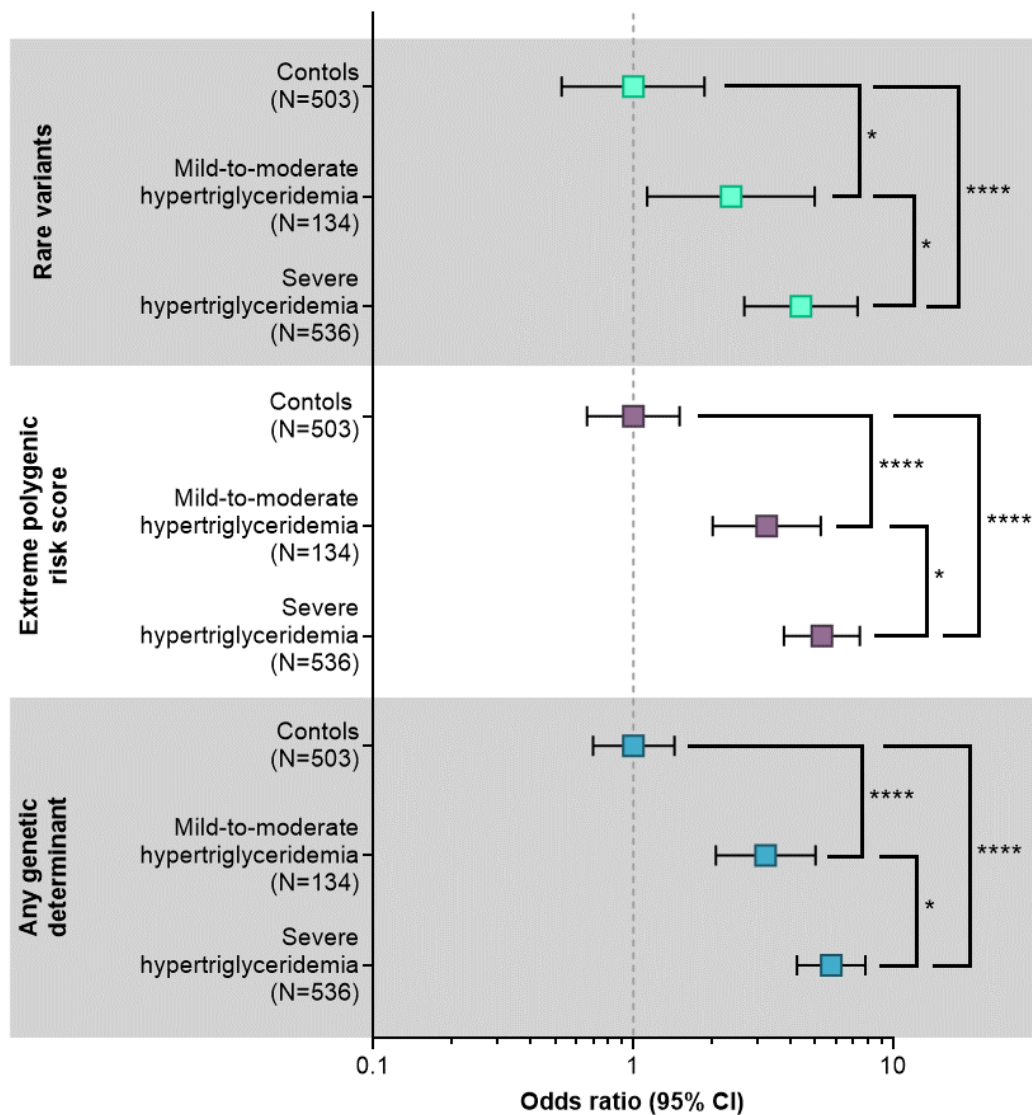 Rare variants
Contols
(N=503)
Mild-to-moderate
hypertriglyceridemia
(N=134)
Severe
hypertriglyceridemia
(N=536)
*
*
****
Extreme polygenic
risk score
Contols
(N=503)
Mild-to-moderate
hypertriglyceridemia
(N=134)
Severe
hypertriglyceridemia
(N=536)
****
*
****
Any genetic
determinant
Contols
(N=503)
Mild-to-moderate
hypertriglyceridemia
(N=134)
Severe
hypertriglyceridemia
(N=536)
****
*
****
0.1 1 10
Odds ratio (95% CI)